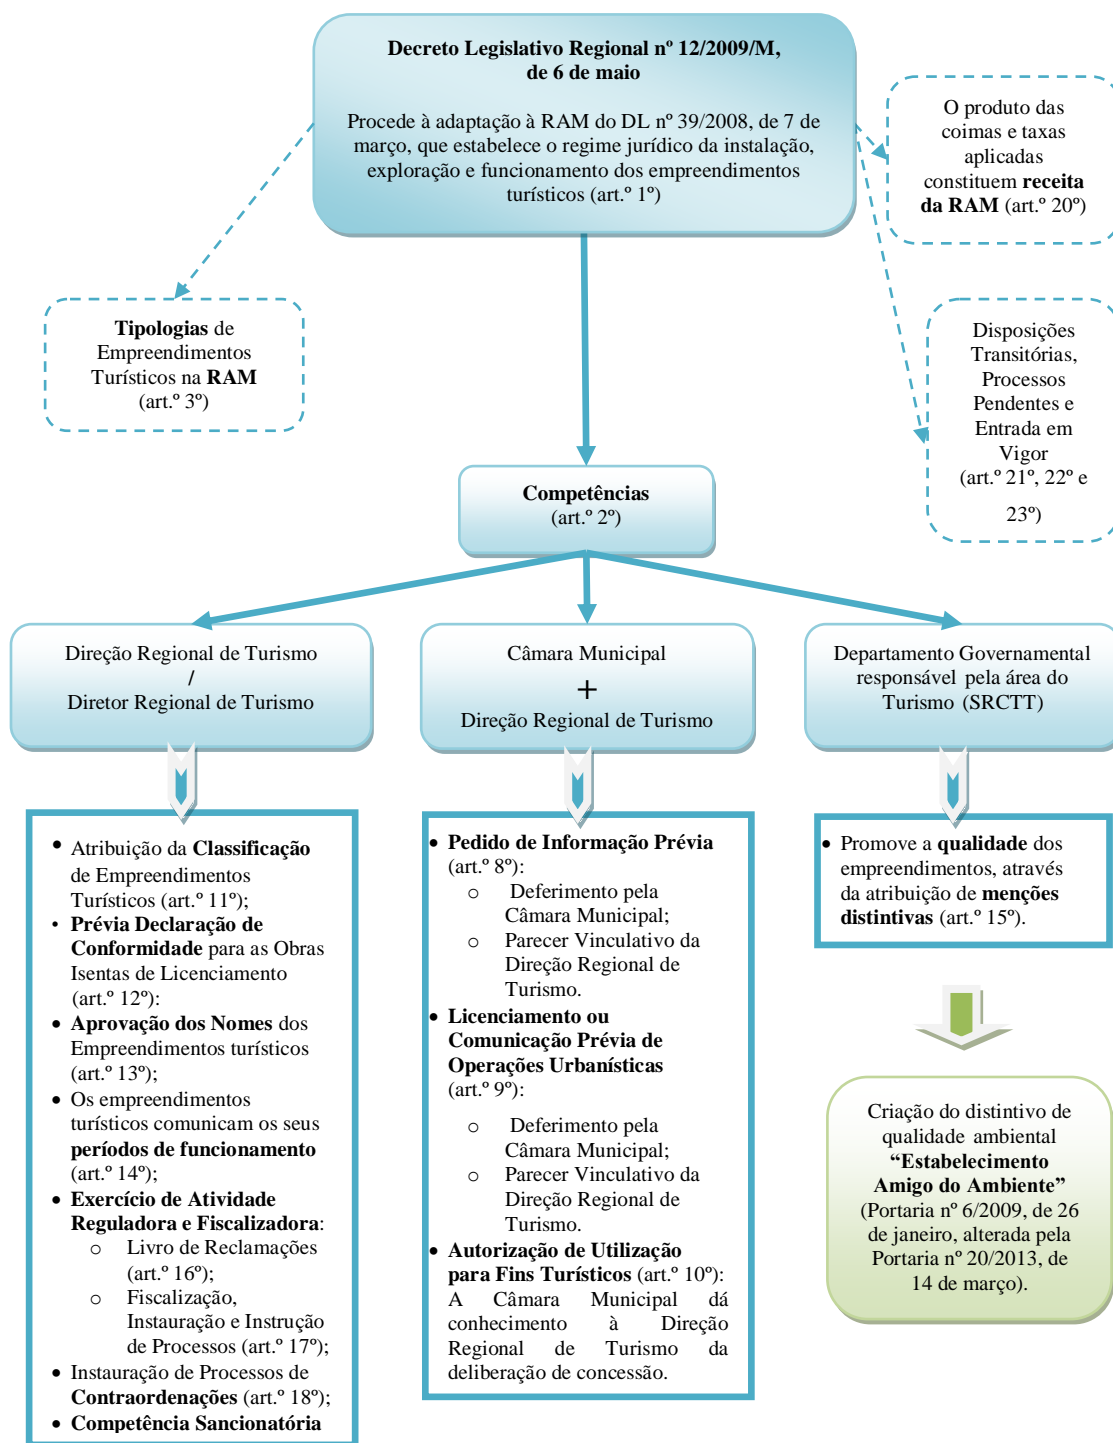 Decreto Legislativo Regional nº 12/2009/M,
de 6 de maio
Procede à adaptação à RAM do DL nº 39/2008, de 7 de
março, que estabelece o regime jurídico da instalação,
exploração e funcionamento dos empreendimentos
turísticos (art.º 1º)
O produto das
coimas e taxas
aplicadas
constituem receita
da RAM (art.º 20º)
Tipologias de
Empreendimentos
Turísticos na RAM
(art.º 3º)
Disposições
Transitórias,
Processos
Pendentes e
Entrada em
Vigor
(art.º 21º, 22º e
23º)
Competências
(art.º 2º)
Direção Regional de Turismo
/
Diretor Regional de Turismo
Câmara Municipal
+
Direção Regional de Turismo
Departamento Governamental
responsável pela área do
Turismo (SRCTT)
• Atribuição da Classificação
de Empreendimentos
Turísticos (art.º 11º);
• Prévia Declaração de
Conformidade para as Obras
Isentas de Licenciamento
(art.º 12º):
• Aprovação dos Nomes dos
Empreendimentos turísticos
(art.º 13º);
• Os empreendimentos
turísticos comunicam os seus
períodos de funcionamento
(art.º 14º);
• Exercício de Atividade
Reguladora e Fiscalizadora:
o Livro de Reclamações
(art.º 16º);
o Fiscalização,
Instauração e Instrução
de Processos (art.º 17º);
• Instauração de Processos de
Contraordenações (art.º 18º);
• Competência Sancionatória
• Pedido de Informação Prévia
(art.º 8º):
o Deferimento pela
Câmara Municipal;
o Parecer Vinculativo da
Direção Regional de
Turismo.
• Licenciamento ou
Comunicação Prévia de
Operações Urbanísticas
(art.º 9º):
o Deferimento pela
Câmara Municipal;
o Parecer Vinculativo da
Direção Regional de
Turismo.
• Autorização de Utilização
para Fins Turísticos (art.º 10º):
A Câmara Municipal dá
conhecimento à Direção
Regional de Turismo da
deliberação de concessão.
• Promove a qualidade dos
empreendimentos, através
da atribuição de menções
distintivas (art.º 15º).
Criação do distintivo de
qualidade ambiental
“Estabelecimento
Amigo do Ambiente”
(Portaria nº 6/2009, de 26
de janeiro, alterada pela
Portaria nº 20/2013, de
14 de março).